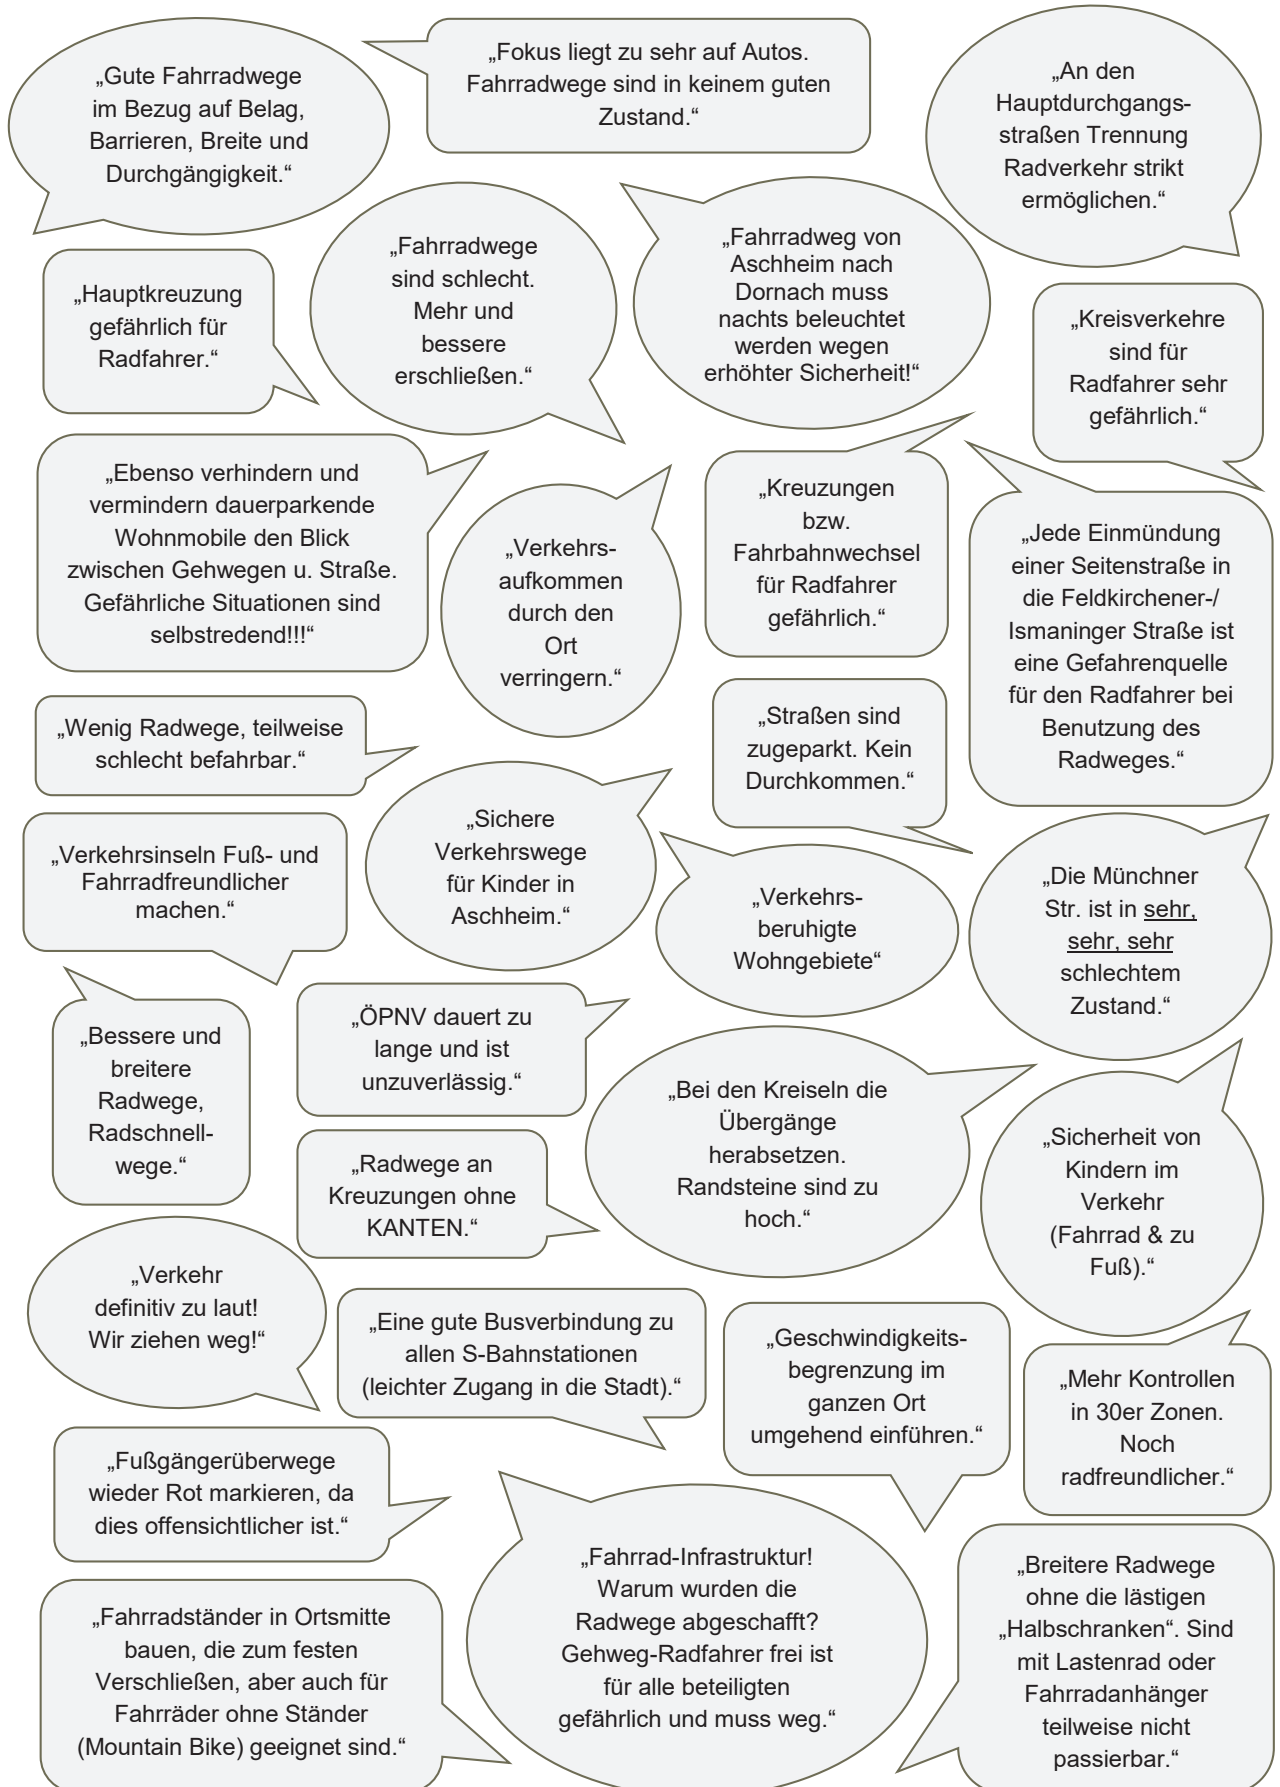 „Gute Fahrradwege
im Bezug auf Belag,
Barrieren, Breite und
Durchgängigkeit.“
„Fokus liegt zu sehr auf Autos.
Fahrradwege sind in keinem guten
Zustand.“
„An den
Hauptdurchgangs-
straßen Trennung
Radverkehr strikt
ermöglichen.“
„Hauptkreuzung
gefährlich für
Radfahrer.“
„Fahrradwege
sind schlecht.
Mehr und
bessere
erschließen.“
„Fahrradweg von
Aschheim nach
Dornach muss
nachts beleuchtet
werden wegen
erhöhter Sicherheit!“
„Kreisverkehre
sind für
Radfahrer sehr
gefährlich.“
„Ebenso verhindern und
vermindern dauerparkende
Wohnmobile den Blick
zwischen Gehwegen u. Straße.
Gefährliche Situationen sind
selbstredend!!!“
„Verkehrs-
aufkommen
durch den
Ort
verringern.“
„Kreuzungen
bzw.
Fahrbahnwechsel
für Radfahrer
gefährlich.“
„Jede Einmündung
einer Seitenstraße in
die Feldkirchener-/
Ismaninger Straße ist
eine Gefahrenquelle
für den Radfahrer bei
Benutzung des
Radweges.“
„Wenig Radwege, teilweise
schlecht befahrbar.“
„Straßen sind
zugeparkt. Kein
Durchkommen.“
„Verkehrsinseln Fuß- und
Fahrradfreundlicher
machen.“
„Sichere
Verkehrswege
für Kinder in
Aschheim.“
„Verkehrs-
beruhigte
Wohngebiete“
„Die Münchner
Str. ist in sehr,
sehr, sehr
schlechtem
Zustand.“
„Bessere und
breitere
Radwege,
Radschnell-
wege.“
„ÖPNV dauert zu
lange und ist
unzuverlässig.“
„Bei den Kreiseln die
Übergänge
herabsetzen.
Randsteine sind zu
hoch.“
„Radwege an
Kreuzungen ohne
KANTEN.“
„Sicherheit von
Kindern im
Verkehr
(Fahrrad & zu
Fuß).“
„Verkehr
definitiv zu laut!
Wir ziehen weg!“
„Eine gute Busverbindung zu
allen S-Bahnstationen
(leichter Zugang in die Stadt).“
„Geschwindigkeits-
begrenzung im
ganzen Ort
umgehend einführen.“
„Mehr Kontrollen
in 30er Zonen.
Noch
radfreundlicher.“
„Fußgängerüberwege
wieder Rot markieren, da
dies offensichtlicher ist.“
„Fahrrad-Infrastruktur!
Warum wurden die
Radwege abgeschafft?
Gehweg-Radfahrer frei ist
für alle beteiligten
gefährlich und muss weg.“
„Breitere Radwege
ohne die lästigen
„Halbschranken“. Sind
mit Lastenrad oder
Fahrradanhänger
teilweise nicht
passierbar.“
„Fahrradständer in Ortsmitte
bauen, die zum festen
Verschließen, aber auch für
Fahrräder ohne Ständer
(Mountain Bike) geeignet sind.“